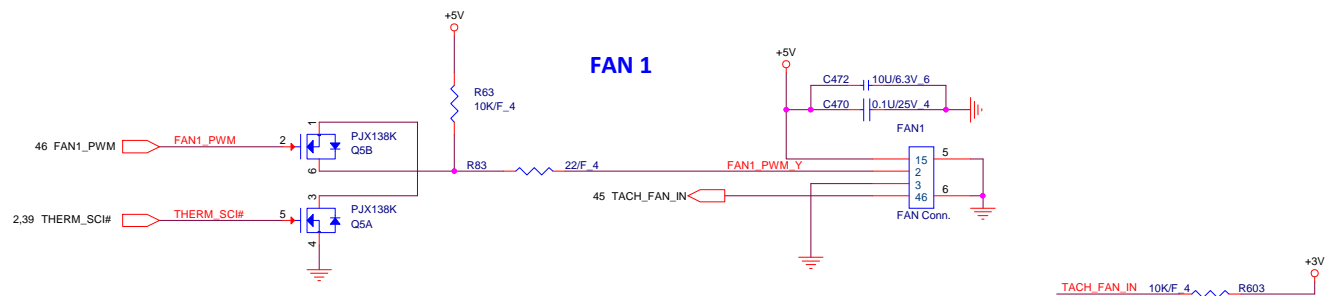 +5V
FAN 1
+5V
C472 10U/6.3V_6
R63
10K/F_4
C470 0.1U/25V_4
FAN1
1
PJX138K
Q5B
46 FAN1_PWM FAN1_PWM 2
6
R83 22/F_4 FAN1_PWM_Y
15 5
2
3
46 6
FAN Conn.
45 TACH_FAN_IN
3
PJX138K
Q5A
2,39 THERM_SCI# THERM_SCI# 5
4
+3V
TACH_FAN_IN 10K/F_4 R603